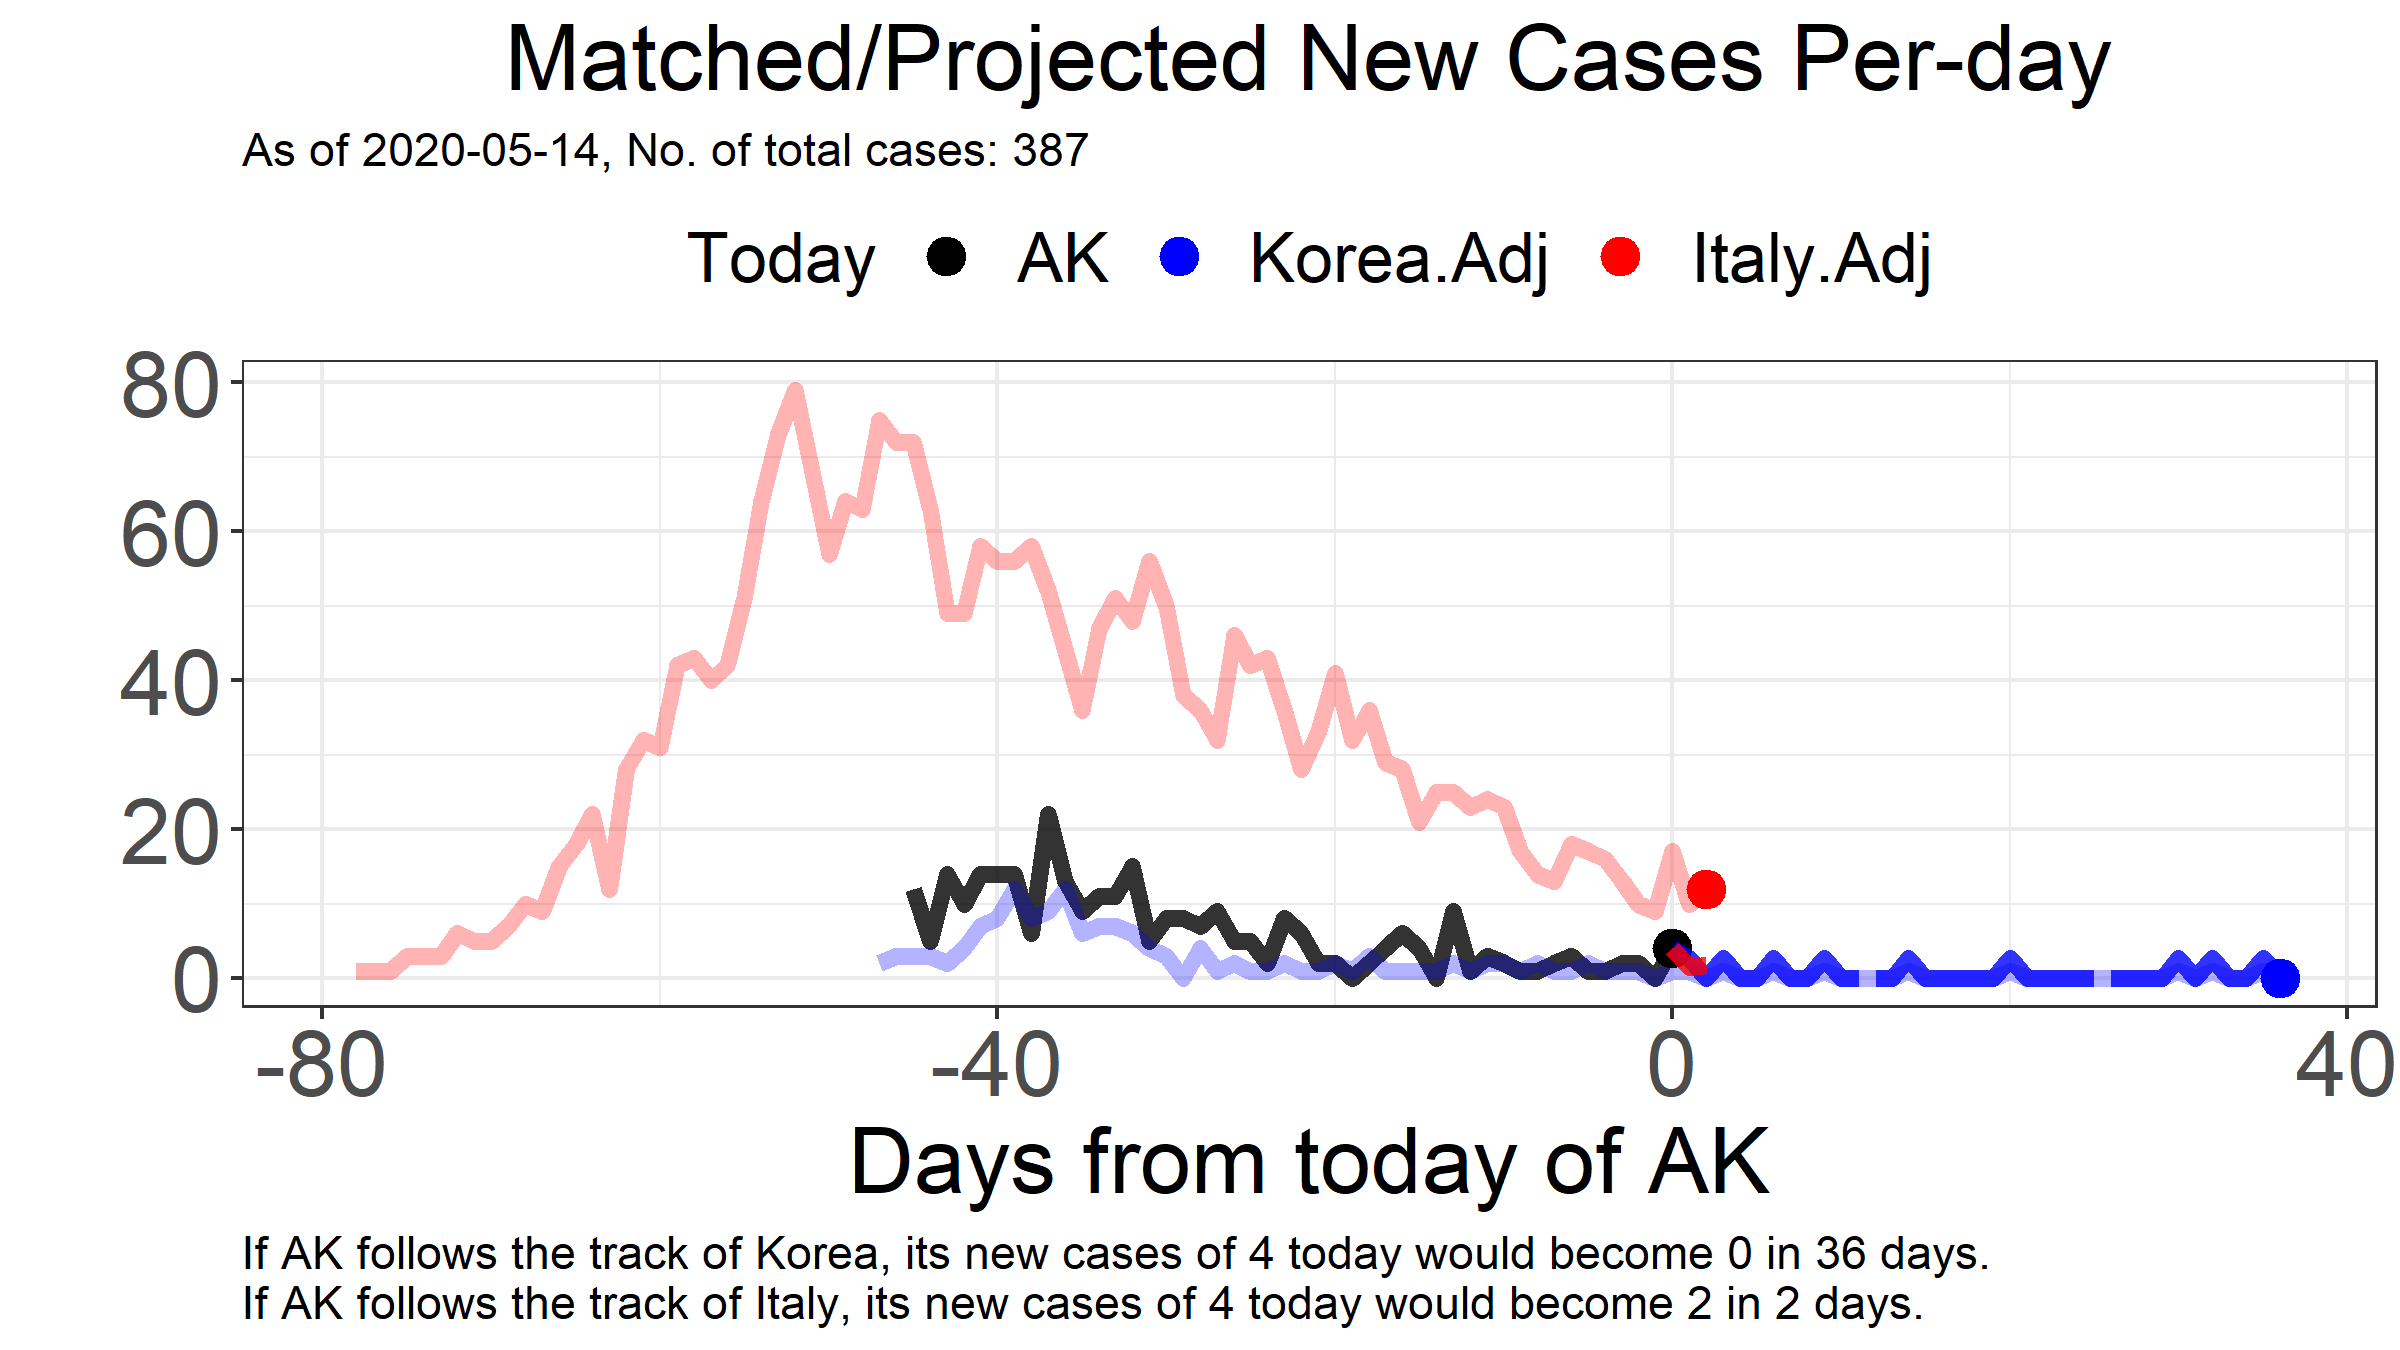 Matched/Projected New Cases Per-day
As of 2020-05-14, No. of total cases: 387
Today AK Korea.Adj Italy.Adj
80
60
40
20
0
-80 -40 0 40
Days from today of AK
If AK follows the track of Korea, its new cases of 4 today would become 0 in 36 days.
If AK follows the track of Italy, its new cases of 4 today would become 2 in 2 days.